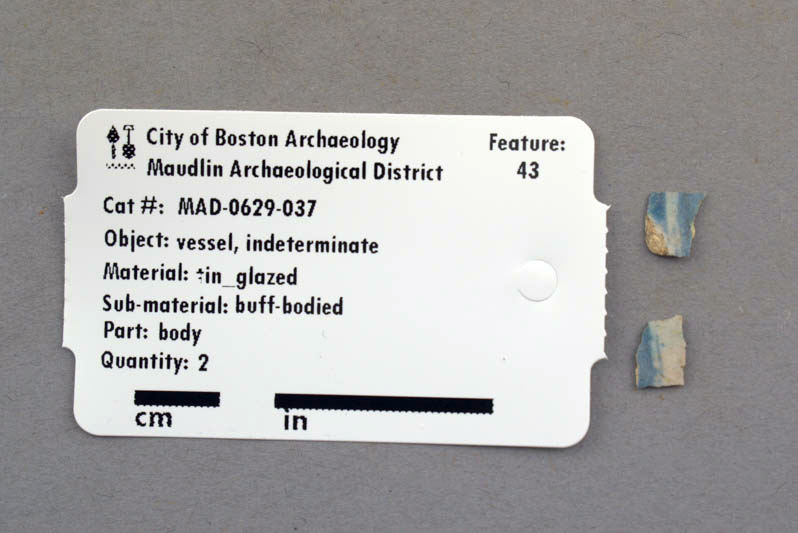 City of Boston Archaeology
Maudlin Archaeological District
Feature:
43
Cat #: MAD-0629-037
Object: vessel, indeterminate
Material: tin_glazed
Sub-material: buff-bodied
Part: body
Quantity: 2
cm
in